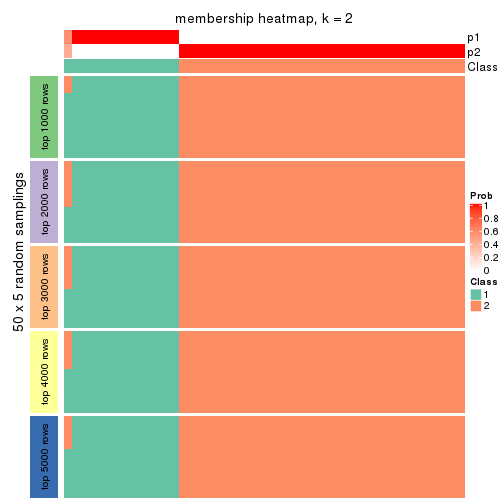 membership heatmap, k = 2
p1
p2
Class
50 x 5 random samplings
top 1000 rows
top 2000 rows
top 3000 rows
top 4000 rows
top 5000 rows
Prob
1
0.8
0.6
0.4
0.2
0
Class
1
2